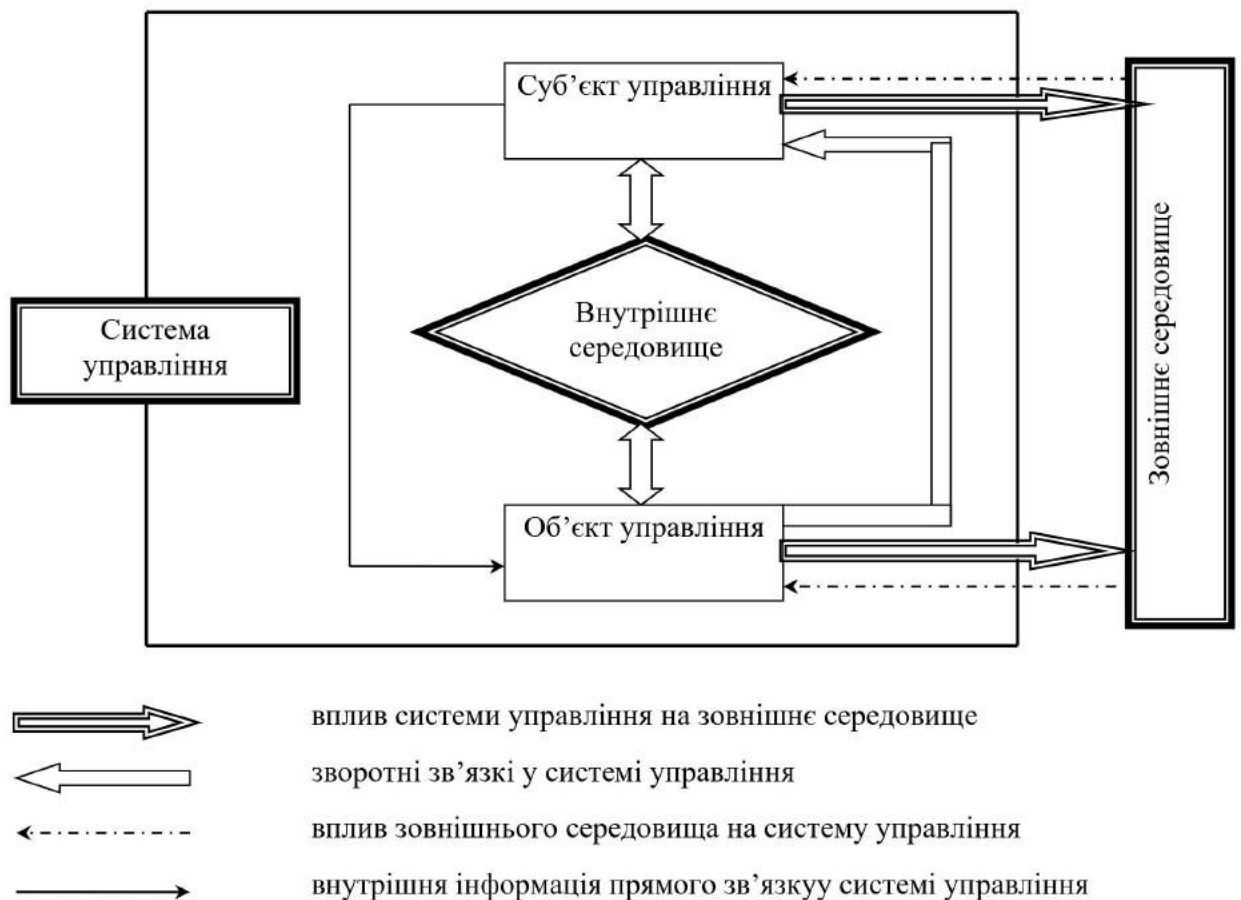 Суб’єкт управління
Внутрішнє
середовище
Система
управління
Зовнішнє середовище
Об’єкт управління
вплив системи управління на зовнішнє середовище
зворотні зв’язкі у системі управління
вплив зовнішнього середовища на систему управління
внутрішня інформація прямого зв’язкуу системі управління